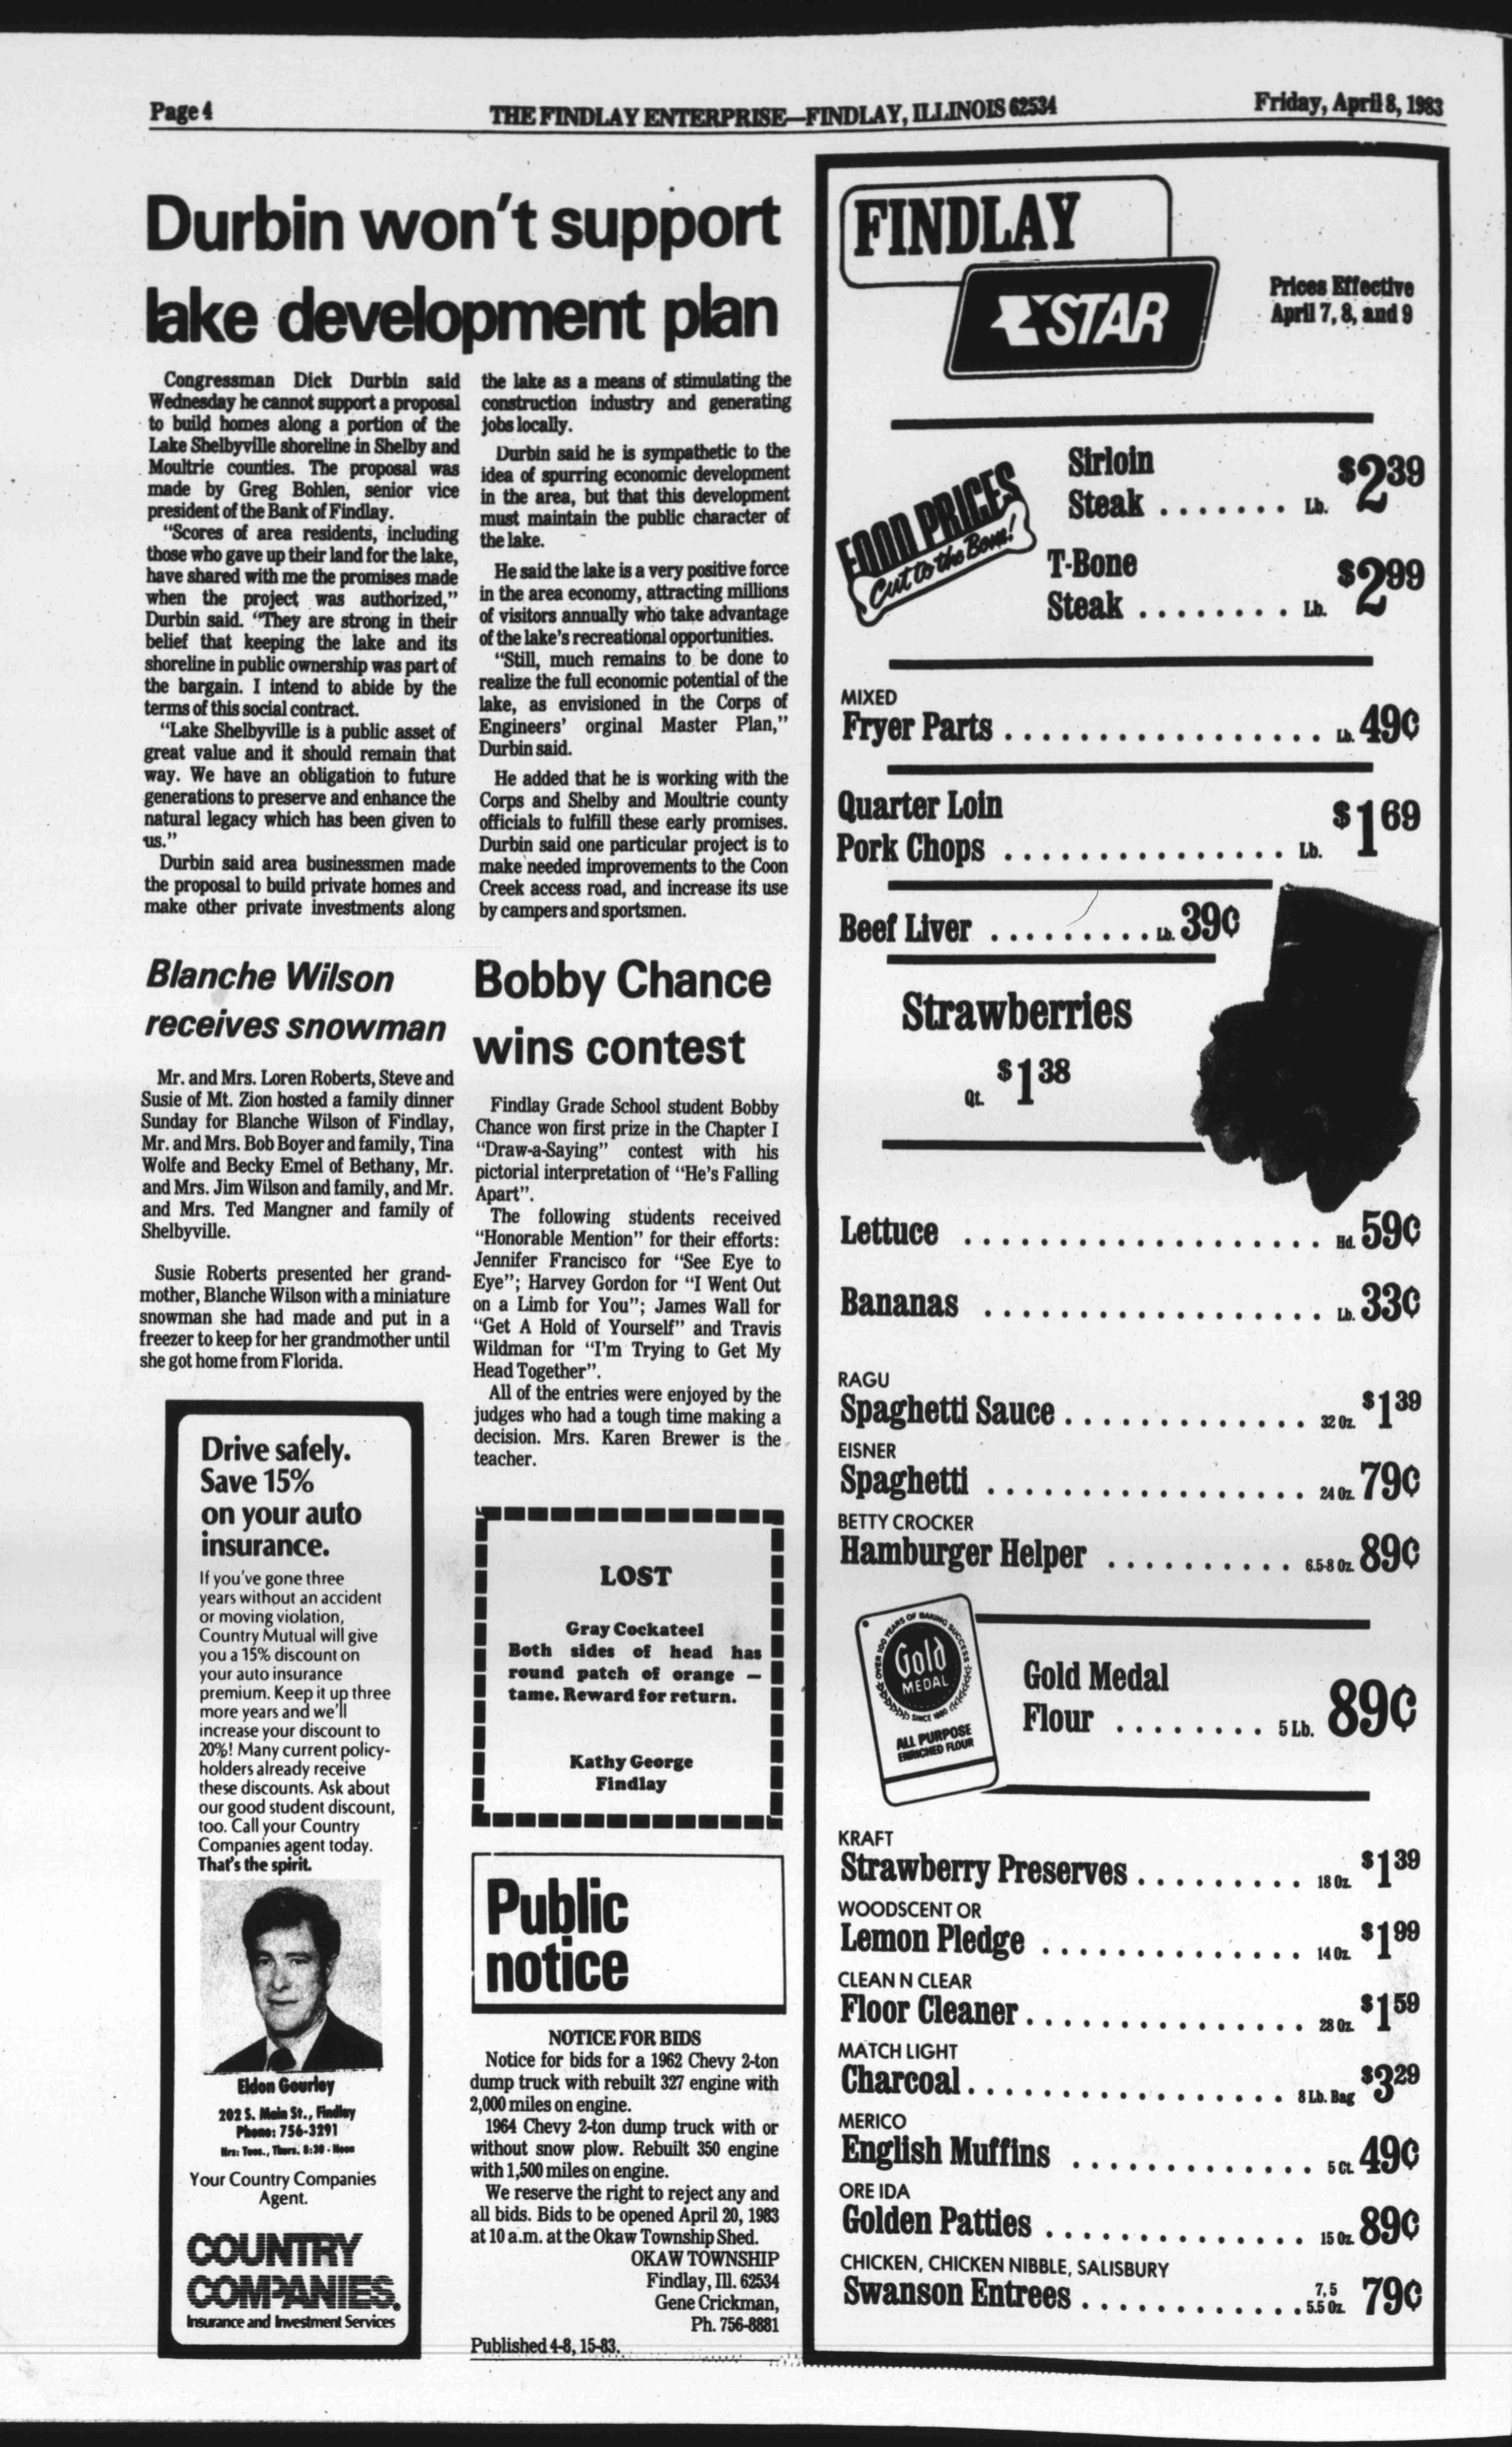 Page 4
THE FINDLAY ENTERPRISE—FINDLAY, ILLINOIS 62534
Friday, April 8, 1983
Durbin won't support
lake development plan
Congressman Dick Durbin said
Wednesday he cannot support a proposal
to build homes along a portion of the
Lake Shelbyville shoreline in Shelby and
Moultrie counties. The proposal was
made by Greg Bohlen, senior vice
president of the Bank of Findlay.
"Scores of area residents, including
those who gave up their land for the lake,
have shared with me the promises made
when the project was authorized,"
Durbin said. "They are strong in their
belief that keeping the lake and its
shoreline in public ownership was part of
the bargain. I intend to abide by the
terms of this social contract.
"Lake Shelbyville is a public asset of
great value and it should remain that
way. We have an obligation to future
generations to preserve and enhance the
natural legacy which has been given to
us."
Durbin said area businessmen made
the proposal to build private homes and
make other private investments along
the lake as a means of stimulating the
construction industry and generating
jobs locally.
Durbin said he is sympathetic to the
idea of spurring economic development
in the area, but that this development
must maintain the public character of
the lake.
He said the lake is a very positive force
in the area economy, attracting millions
of visitors annually who take advantage
of the lake's recreational opportunities.
"Still, much remains to be done to
realize the full economic potential of the
lake, as envisioned in the Corps of
Engineers' orginal Master Plan,"
Durbin said.
He added that he is working with the
Corps and Shelby and Moultrie county
officials to fulfill these early promises.
Durbin said one particular project is to
make needed improvements to the Coon
Creek access road, and increase its use
by campers and sportsmen.
Blanche Wilson
receives snowman
Mr. and Mrs. Loren Roberts, Steve and
Susie of Mt. Zion hosted a family dinner
Sunday for Blanche Wilson of Findlay,
Mr. and Mrs. Bob Boyer and family, Tina
Wolfe and Becky Emel of Bethany, Mr.
and Mrs. Jim Wilson and family, and Mr.
and Mrs. Ted Mangner and family of
Shelbyville.
Susie Roberts presented her grand-
mother, Blanche Wilson with a miniature
snowman she had made and put in a
freezer to keep for her grandmother until
she got home from Florida.
Drive safely.
Save 15%
on your auto
insurance.
If you've gone three
years without an accident
or moving violation,
Country Mutual will give
you a 15% discount on
your auto insurance
premium. Keep it up three
more years and we'll
increase your discount to
20%! Many current policy-
holders already receive
these discounts. Ask about
our good student discount,
too. Call your Country
Companies agent today.
That's the spirit.
Eldon Gourley
202 S. Main St., Findlay
Phone: 756-3291
Hrs: Tues., Thurs. 8:30 - Noon
Your Country Companies
Agent.
COUNTRY
COMPANIES.
Insurance and Investment Services
Bobby Chance
wins contest
Findlay Grade School student Bobby
Chance won first prize in the Chapter I
"Draw-a-Saying" contest with his
pictorial interpretation of "He's Falling
Apart".
The following students received
"Honorable Mention" for their efforts:
Jennifer Francisco for "See Eye to
Eye"; Harvey Gordon for "I Went Out
on a Limb for You"; James Wall for
"Get A Hold of Yourself" and Travis
Wildman for "I'm Trying to Get My
Head Together".
All of the entries were enjoyed by the
judges who had a tough time making a
decision. Mrs. Karen Brewer is the
teacher.
LOST
Gray Cockateel
Both sides of head has
round patch of orange —
tame. Reward for return.
Kathy George
Findlay
Public
notice
NOTICE FOR BIDS
Notice for bids for a 1962 Chevy 2-ton
dump truck with rebuilt 327 engine with
2,000 miles on engine.
1964 Chevy 2-ton dump truck with or
without snow plow. Rebuilt 350 engine
with 1,500 miles on engine.
We reserve the right to reject any and
all bids. Bids to be opened April 20, 1983
at 10 a.m. at the Okaw Township Shed.
OKAW TOWNSHIP
Findlay, Ill. 62534
Gene Crickman,
Ph. 756-8881
Published 4-8, 15-83.
FINDLAY
STAR
Prices Effective
April 7, 8, and 9
FOOD PRICES
Cut to the Bone!
Sirloin
Steak ....... Lb. $2 39
T-Bone
Steak ........ Lb. $2 99
MIXED
Fryer Parts ................. Lb. 49¢
Quarter Loin
Pork Chops ............... Lb. $1 69
Beef Liver ......... Lb. 39¢
Strawberries
Qt. $1 38
Lettuce ................... Hd. 59¢
Bananas .................. Lb. 33¢
RAGU
Spaghetti Sauce ............. 32 Oz. $1 39
EISNER
Spaghetti ................. 24 Oz. 79¢
BETTY CROCKER
Hamburger Helper .......... 6.5-8 Oz. 89¢
OVER 100 YEARS OF BAKING SUCCESS
Gold
MEDAL
SINCE 1880
ALL PURPOSE
ENRICHED FLOUR
Gold Medal
Flour ........ 5 Lb. 89¢
KRAFT
Strawberry Preserves ......... 18 Oz. $1 39
WOODSCENT OR
Lemon Pledge .............. 14 Oz. $1 99
CLEAN N CLEAR
Floor Cleaner ............... 28 Oz. $1 59
MATCH LIGHT
Charcoal ................. 8 Lb. Bag $3 29
MERICO
English Muffins ............. 5 Ct. 49¢
ORE IDA
Golden Patties .............. 15 Oz. 89¢
CHICKEN, CHICKEN NIBBLE, SALISBURY
Swanson Entrees ............ 7, 5
5.5 Oz. 79¢